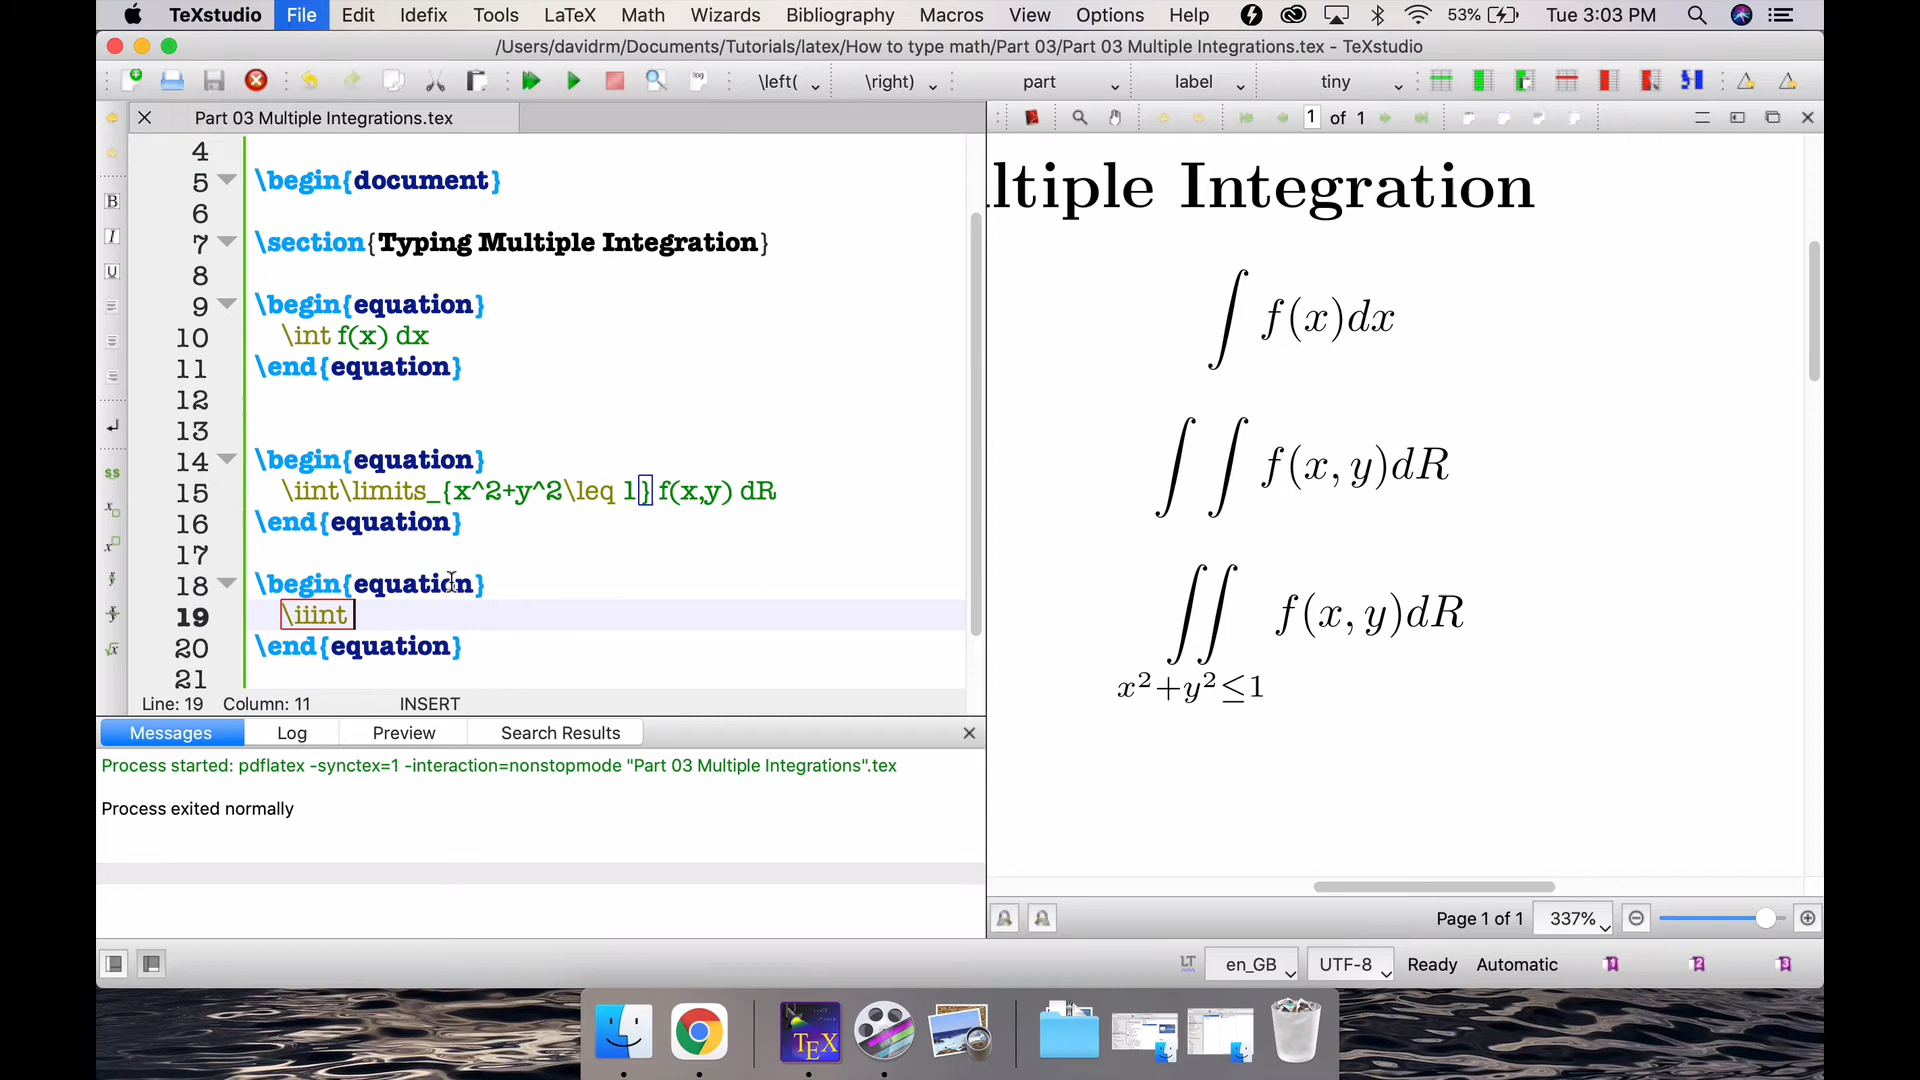 TeXstudio File Edit Idefix Tools LaTeX Math Wizards Bibliography Macros View Options Help 53% Tue 3:03 PM
/Users/davidrm/Documents/Tutorials/latex/How to type math/Part 03/Part 03 Multiple Integrations.tex - TeXstudio
log \left( \right) part label tiny
Part 03 Multiple Integrations.tex
1 of 1
4
5 \begin{document}
6
7 \section{Typing Multiple Integration}
8
9 \begin{equation}
10 \int f(x) dx
11 \end{equation}
12
13
14 \begin{equation}
15 \iint\limits_{x^2+y^2\leq 1} f(x,y) dR
16 \end{equation}
17
18 \begin{equation}
19 \iiint
20 \end{equation}
21
ltiple Integration
∫ f(x)dx
∫∫ f(x, y)dR
∬ f(x, y)dR
x²+y²≤1
Line: 19 Column: 11 INSERT
Messages Log Preview Search Results
Process started: pdflatex -synctex=1 -interaction=nonstopmode "Part 03 Multiple Integrations".tex
Process exited normally
Page 1 of 1 337%
LT en_GB UTF-8 Ready Automatic 1 2 3
TEX